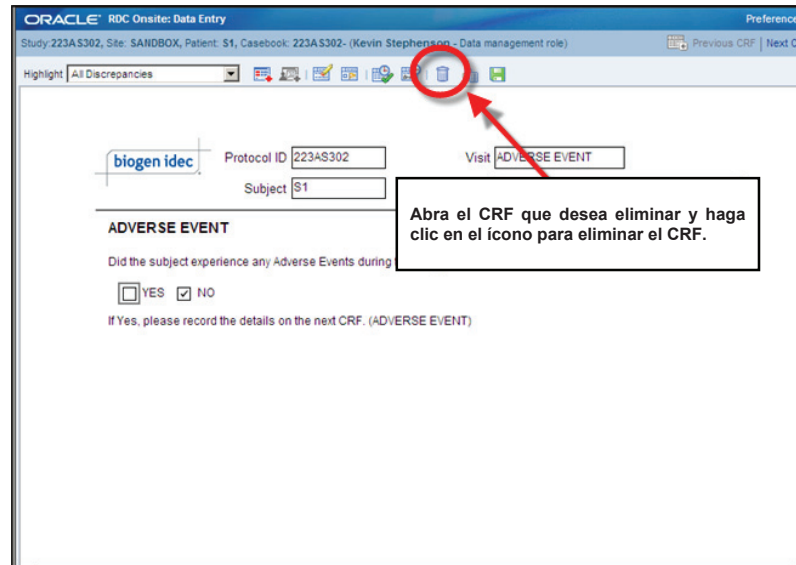 ORACLE RDC Onsite: Data Entry
Preference
Study:223AS302, Site: SANDBOX, Patient: S1, Casebook: 223AS302- (Kevin Stephenson - Data management role)
Previous CRF | Next C
Highlight All Discrepancies
biogen idec
Protocol ID 223AS302
Visit ADVERSE EVENT
Subject S1
Abra el CRF que desea eliminar y haga
clic en el ícono para eliminar el CRF.
ADVERSE EVENT
Did the subject experience any Adverse Events during
YES NO
If Yes, please record the details on the next CRF. (ADVERSE EVENT)